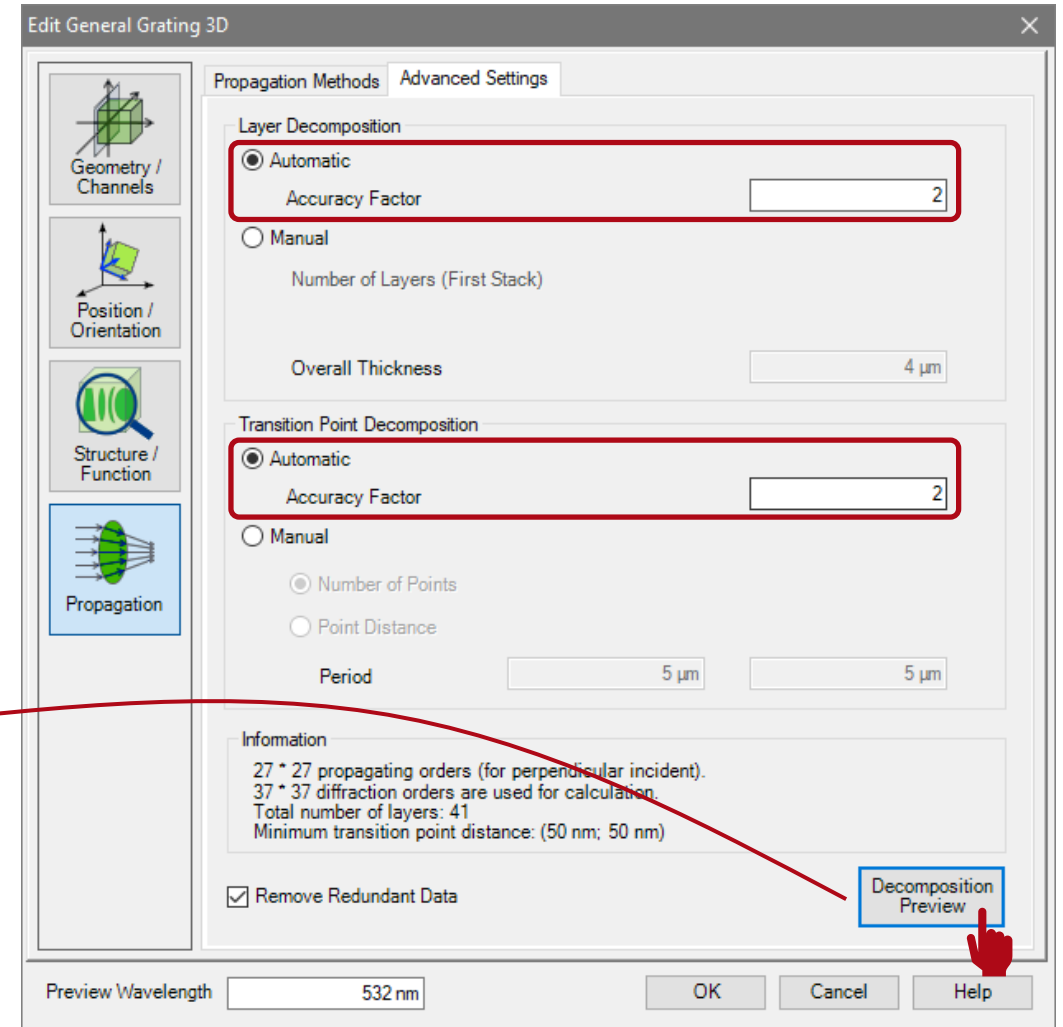 Edit General Grating 3D
Geometry /
Channels
Position /
Orientation
Structure /
Function
Propagation
Propagation Methods
Advanced Settings
Layer Decomposition
Automatic
Accuracy Factor
2
Manual
Number of Layers (First Stack)
Overall Thickness
4 µm
Transition Point Decomposition
Automatic
Accuracy Factor
2
Manual
Number of Points
Point Distance
Period
5 µm
5 µm
Information
27 * 27 propagating orders (for perpendicular incident).
37 * 37 diffraction orders are used for calculation.
Total number of layers: 41
Minimum transition point distance: (50 nm; 50 nm)
Remove Redundant Data
Decomposition
Preview
Preview Wavelength
532 nm
OK
Cancel
Help